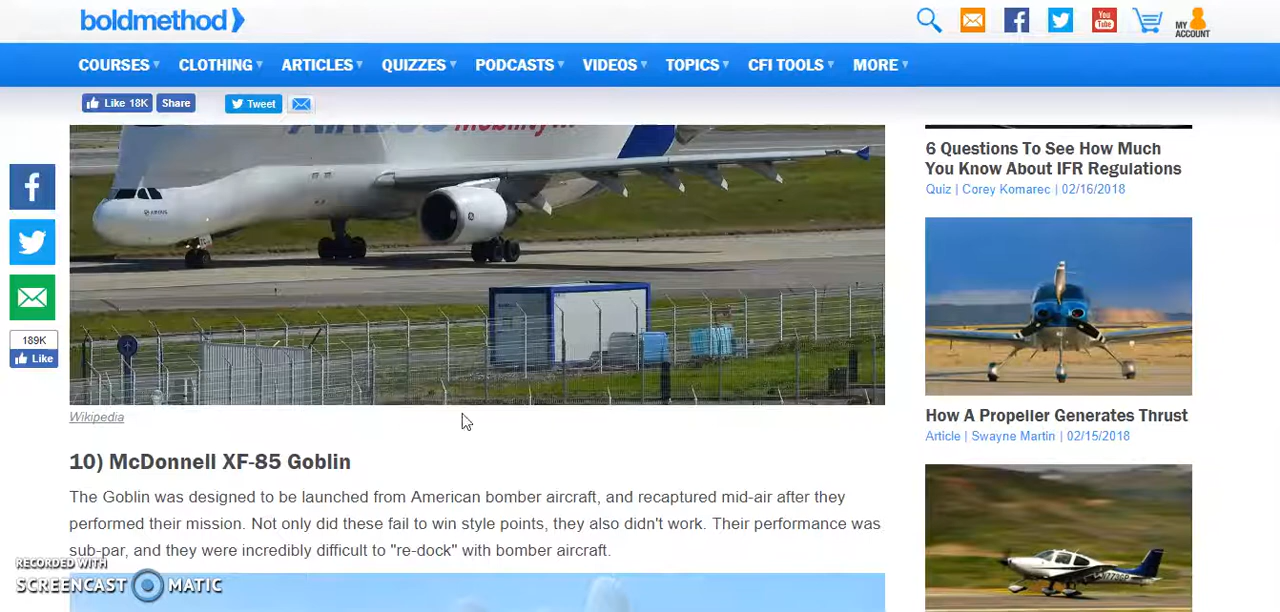 boldmethod
MY
ACCOUNT
COURSES CLOTHING ARTICLES QUIZZES PODCASTS VIDEOS TOPICS CFI TOOLS MORE
Like 18K Share Tweet
189K
Like
AIRBUS
Wikipedia
10) McDonnell XF-85 Goblin
The Goblin was designed to be launched from American bomber aircraft, and recaptured mid-air after they
performed their mission. Not only did these fail to win style points, they also didn't work. Their performance was
sub-par, and they were incredibly difficult to "re-dock" with bomber aircraft.
6 Questions To See How Much
You Know About IFR Regulations
Quiz | Corey Komarec | 02/16/2018
How A Propeller Generates Thrust
Article | Swayne Martin | 02/15/2018
RECORDED WITH
SCREENCAST MATIC